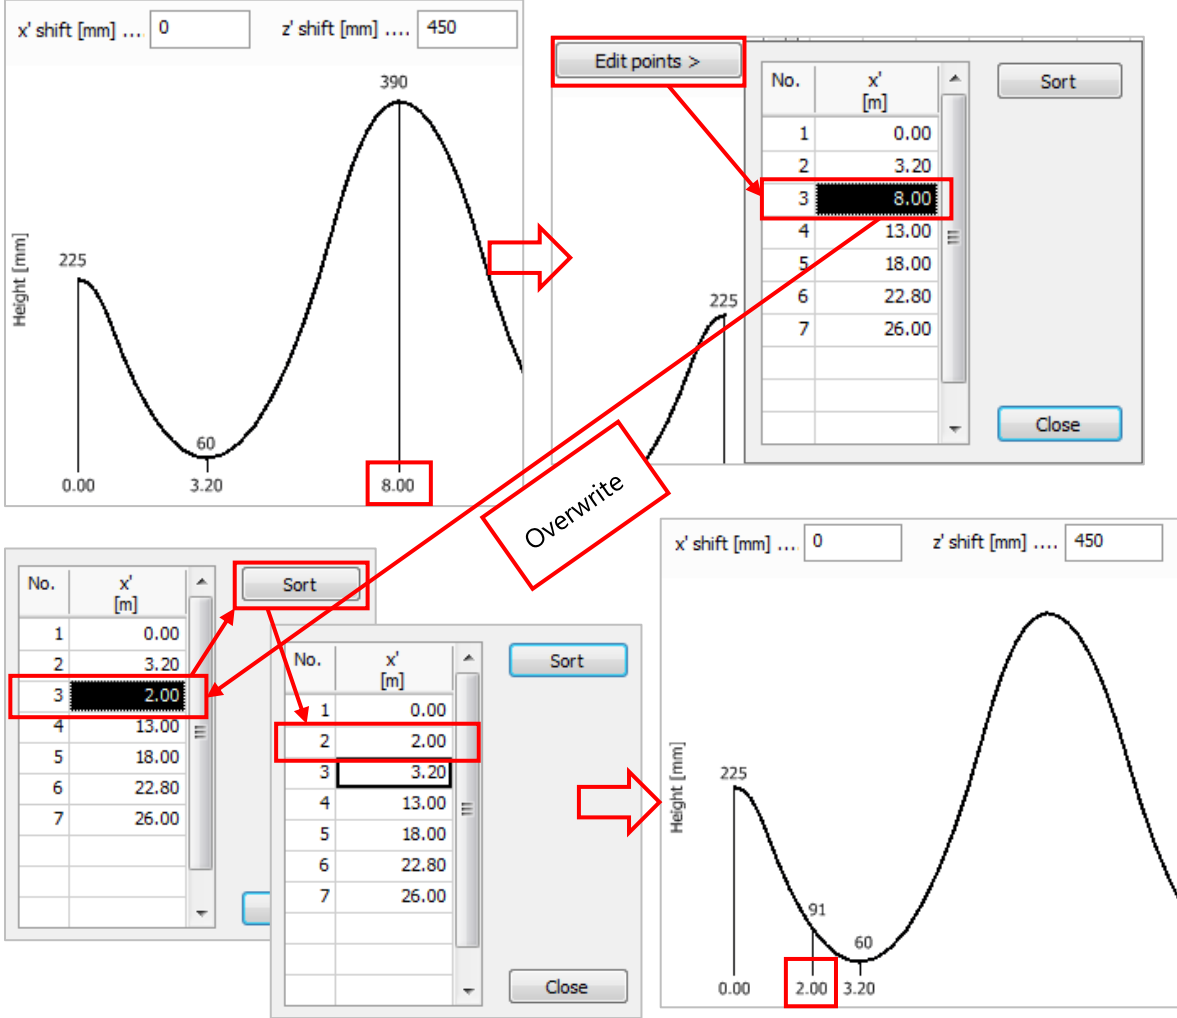 x' shift [mm] .... 0 z' shift [mm] .... 450
390
225
60
Height [mm]
0.00 3.20 8.00
Edit points >
No. x' [m]
1 0.00
2 3.20
3 8.00
4 13.00
5 18.00
6 22.80
7 26.00
Sort
Close
225
Overwrite
No. x' [m]
1 0.00
2 3.20
3 2.00
4 13.00
5 18.00
6 22.80
7 26.00
Sort
No. x' [m]
1 0.00
2 2.00
3 3.20
4 13.00
5 18.00
6 22.80
7 26.00
Sort
Close
x' shift [mm] .... 0 z' shift [mm] .... 450
225
91
60
Height [mm]
0.00 2.00 3.20